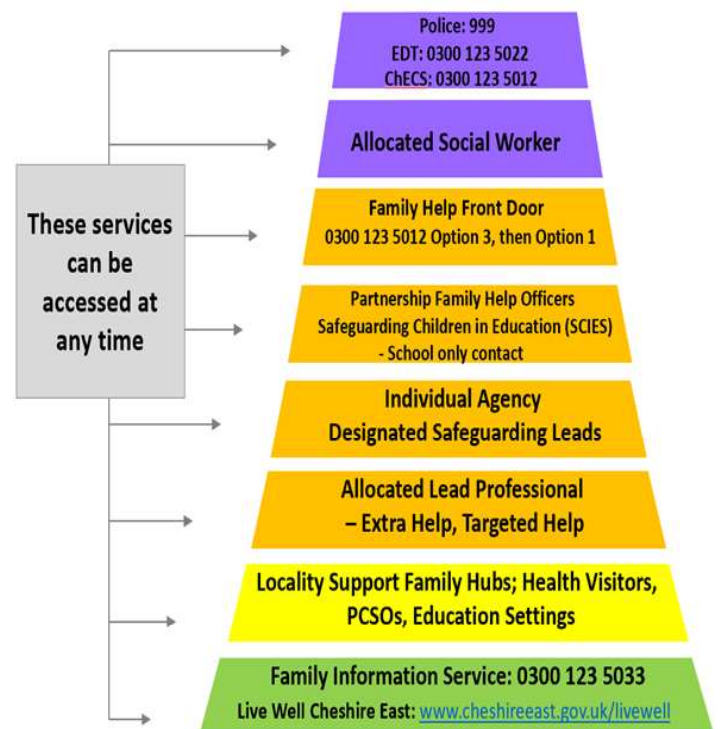 Police: 999
EDT: 0300 123 5022
ChECS: 0300 123 5012
Allocated Social Worker
These services
can be
accessed at
any time
Family Help Front Door
0300 123 5012 Option 3, then Option 1
Partnership Family Help Officers
Safeguarding Children in Education (SCIES)
- School only contact
Individual Agency
Designated Safeguarding Leads
Allocated Lead Professional
– Extra Help, Targeted Help
Locality Support Family Hubs; Health Visitors,
PCSOs, Education Settings
Family Information Service: 0300 123 5033
Live Well Cheshire East: www.cheshireeast.gov.uk/livewell